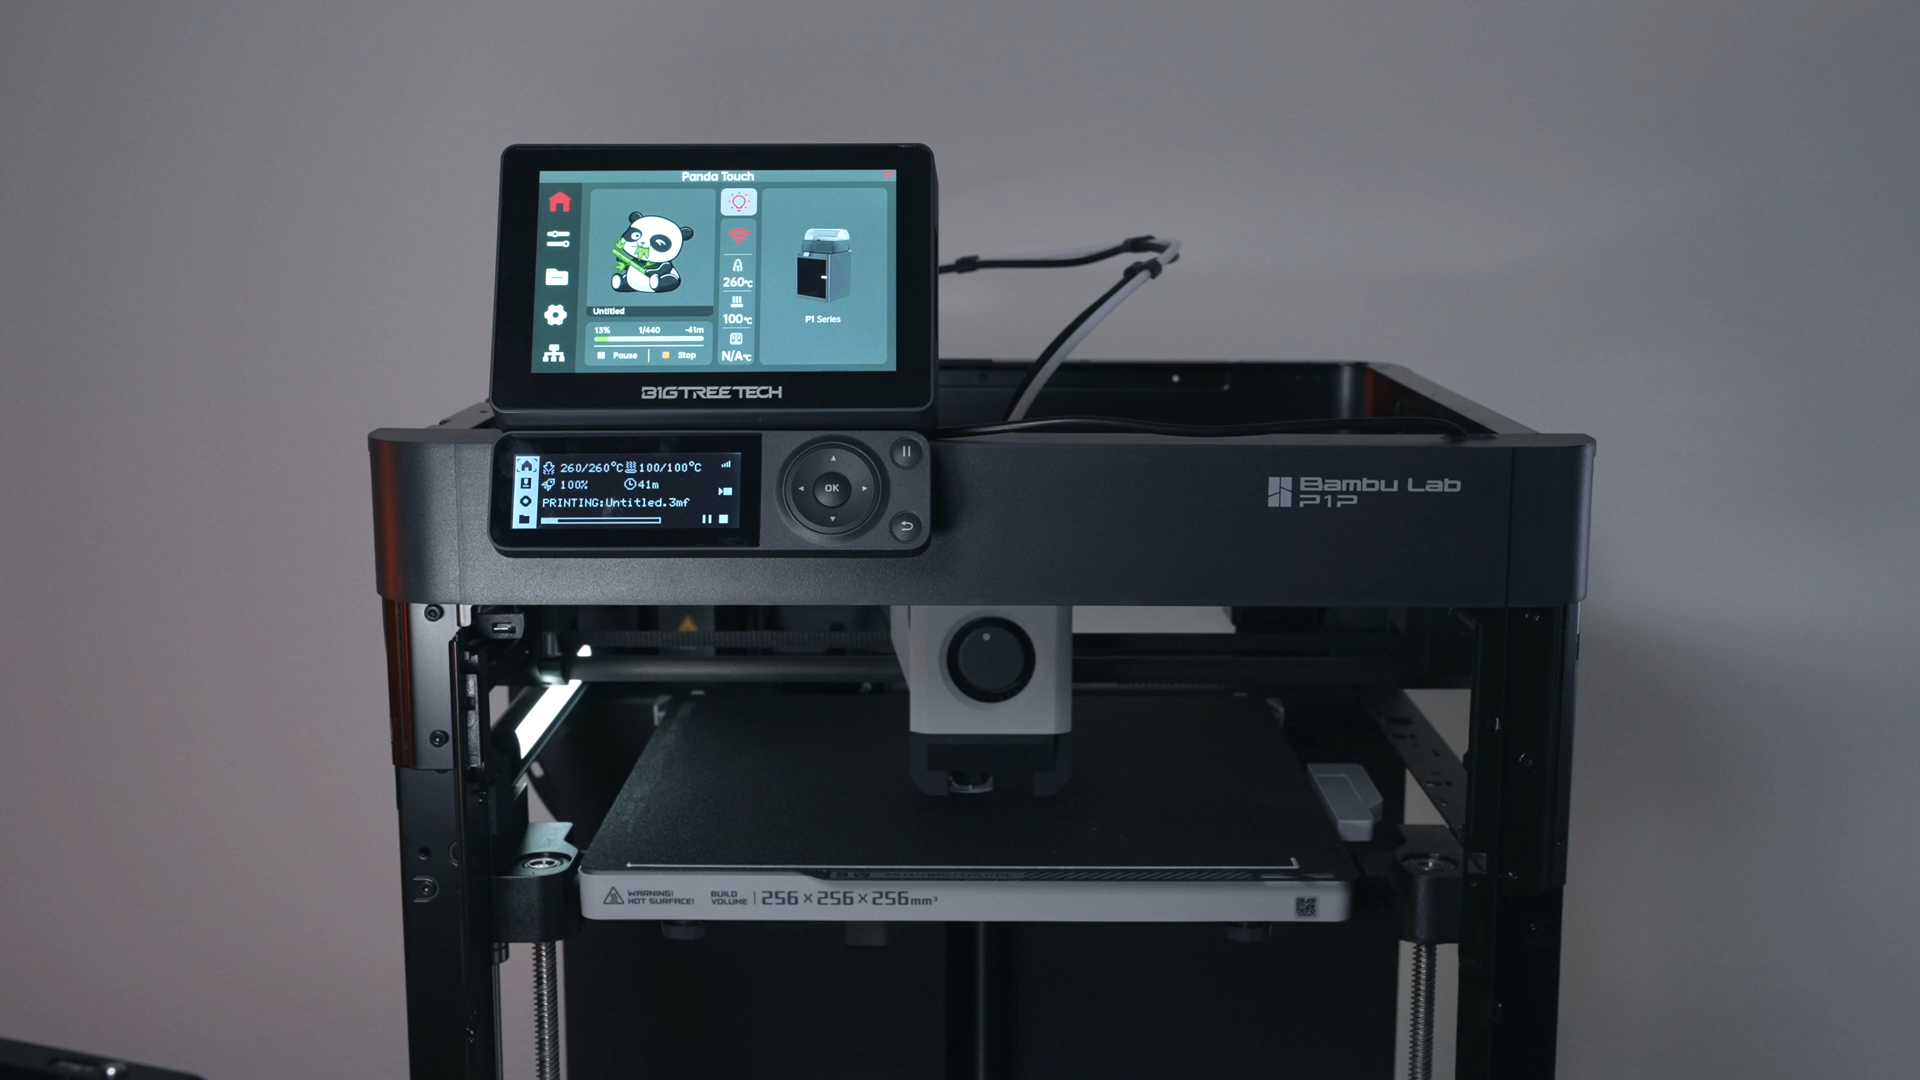 Panda Touch
Untitled
13% 1/440 -41m
Pause Stop
260℃
100℃
N/A℃
P1 Series
BIGTREETECH
260/260°C 100/100°C
100% 41m
PRINTING:Untitled.3mf
OK
Bambu Lab
P1P
WARNING!
HOT SURFACE!
BUILD
VOLUME
256×256×256mm³